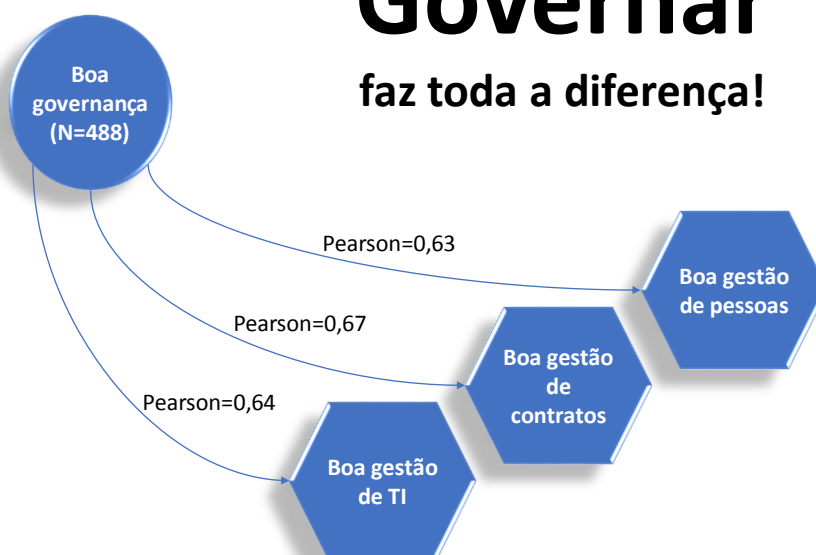 Governar
faz toda a diferença!
Boa
governança
(N=488)
Pearson=0,63
Boa gestão
de pessoas
Pearson=0,67
Boa gestão
de
contratos
Pearson=0,64
Boa gestão
de TI